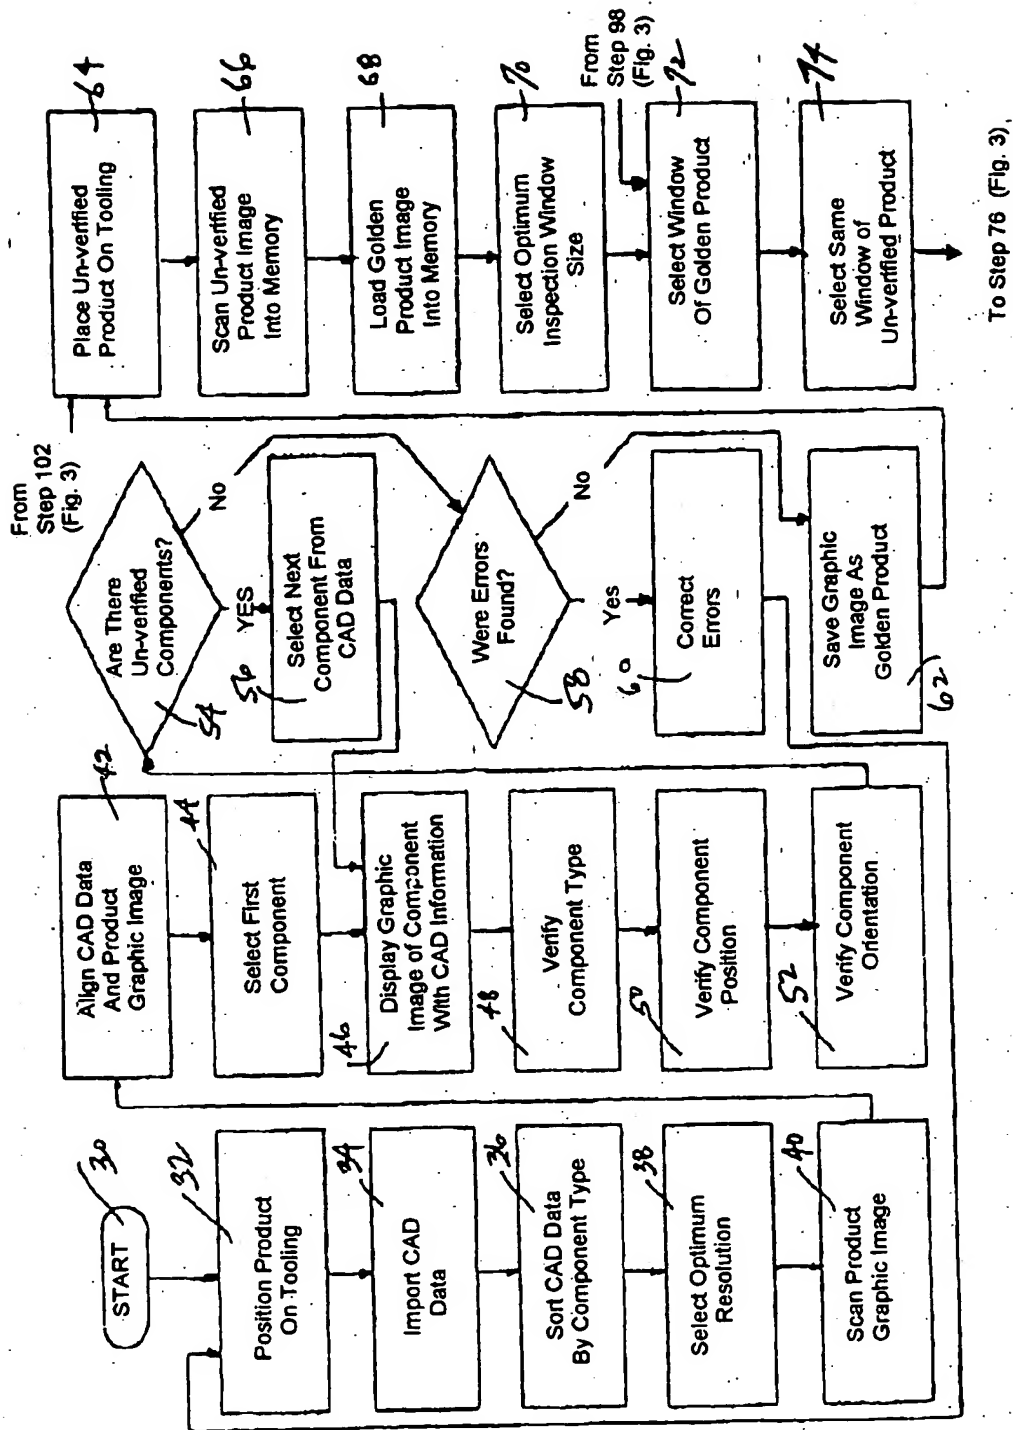 START
30
32
Position Product
On Tooling
34
Import CAD
Data
36
Sort CAD Data
By Component Type
38
Select Optimum
Resolution
40
Scan Product
Graphic Image
42
Align CAD Data
And Product
Graphic Image
44
Select First
Component
46
Display Graphic
Image of Component
With CAD Information
48
Verify
Component Type
50
Verify Component
Position
52
Verify Component
Orientation
From
Step 102
(Fig. 3)
Are There
Un-verified
Components?
54
No
YES
56
Select Next
Component From
CAD Data
Were Errors
Found?
58
No
Yes
60
Correct
Errors
Save Graphic
Image As
Golden Product
62
64
Place Un-verified
Product On Tooling
66
Scan Un-verified
Product Image
Into Memory
68
Load Golden
Product Image
Into Memory
70
Select Optimum
Inspection Window
Size
From
Step 98
(Fig. 3)
72
Select Window
Of Golden Product
74
Select Same
Window of
Un-verified Product
To Step 76 (Fig. 3)